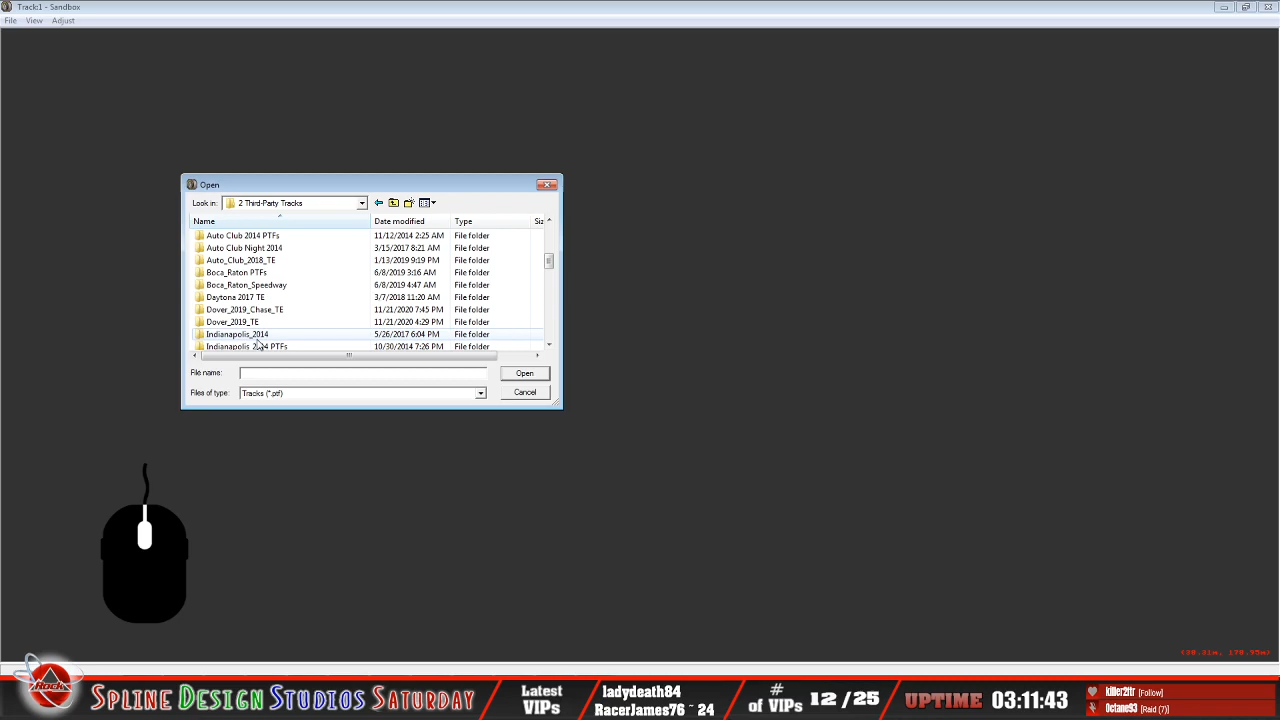 Track:1 - Sandbox
File View Adjust
Open
Look in: 2 Third-Party Tracks
Name Date modified Type Siz
Auto Club 2014 PTFs 11/12/2014 2:25 AM File folder
Auto Club Night 2014 3/15/2017 8:21 AM File folder
Auto_Club_2018_TE 1/13/2019 9:19 PM File folder
Boca_Raton PTFs 6/8/2019 3:16 AM File folder
Boca_Raton_Speedway 6/8/2019 4:47 AM File folder
Daytona 2017 TE 3/7/2018 11:20 AM File folder
Dover_2019_Chase_TE 11/21/2020 7:45 PM File folder
Dover_2019_TE 11/21/2020 4:29 PM File folder
Indianapolis_2014 5/26/2017 6:04 PM File folder
Indianapolis 2014 PTFs 10/30/2014 7:26 PM File folder
File name: Open
Files of type: Tracks (*.ptf) Cancel
Spline Design Studios Saturday
Latest VIPs
ladydeath84
RacerJames76 ~ 24
# of VIPs 12 / 25
UPTIME 03:11:43
killer2ltr [Follow]
Octane93 [Raid (7)]